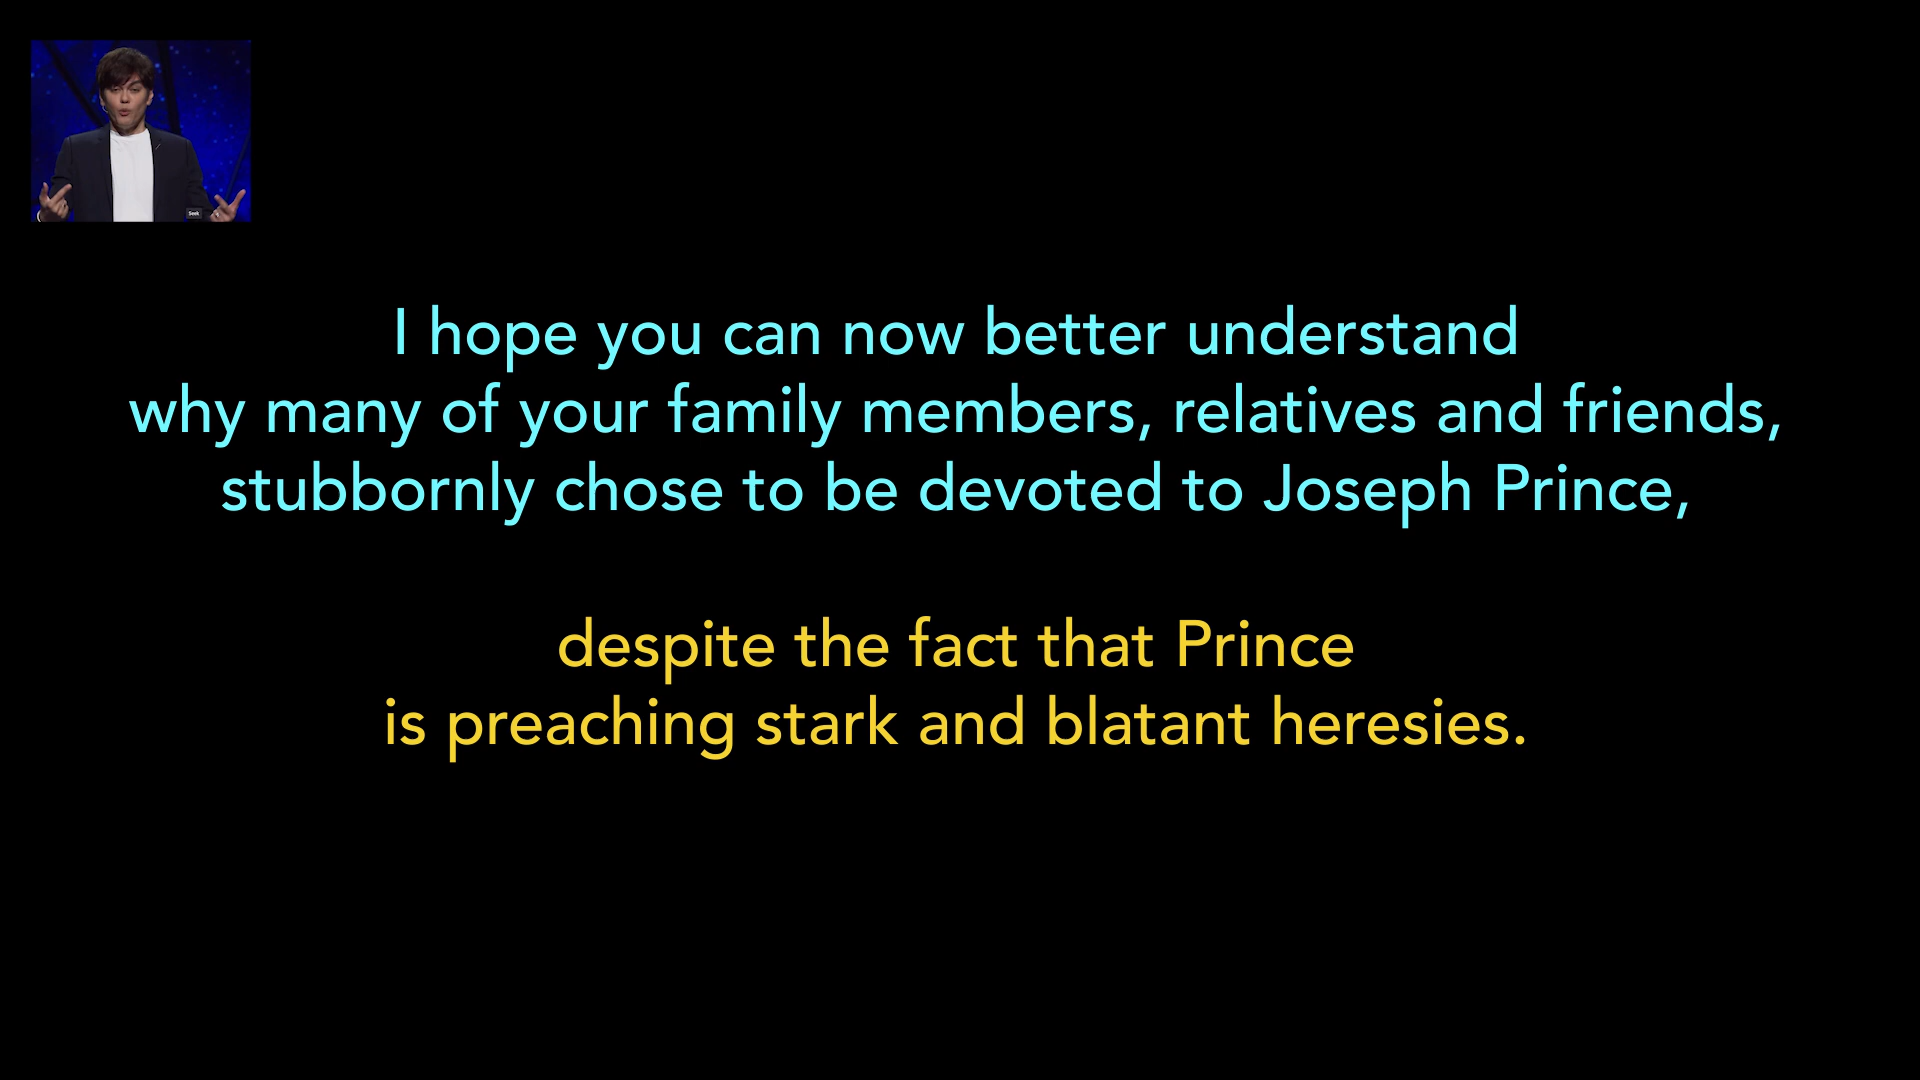 Seek
I hope you can now better understand
why many of your family members, relatives and friends,
stubbornly chose to be devoted to Joseph Prince,
despite the fact that Prince
is preaching stark and blatant heresies.